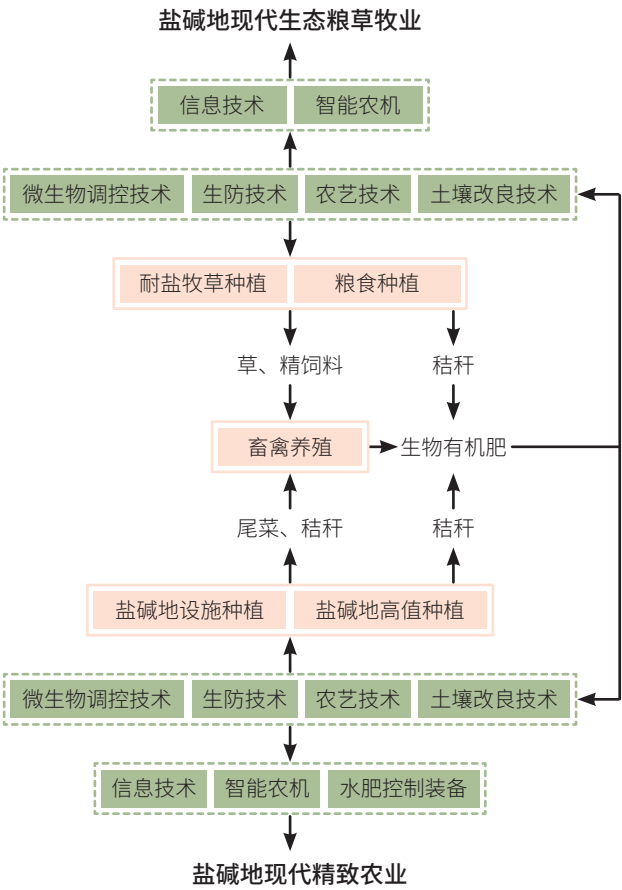 盐碱地现代生态粮草牧业
信息技术 智能农机
微生物调控技术 生防技术 农艺技术 土壤改良技术
耐盐牧草种植 粮食种植
草、精饲料 秸秆
畜禽养殖 生物有机肥
尾菜、秸秆 秸秆
盐碱地设施种植 盐碱地高值种植
微生物调控技术 生防技术 农艺技术 土壤改良技术
信息技术 智能农机 水肥控制装备
盐碱地现代精致农业